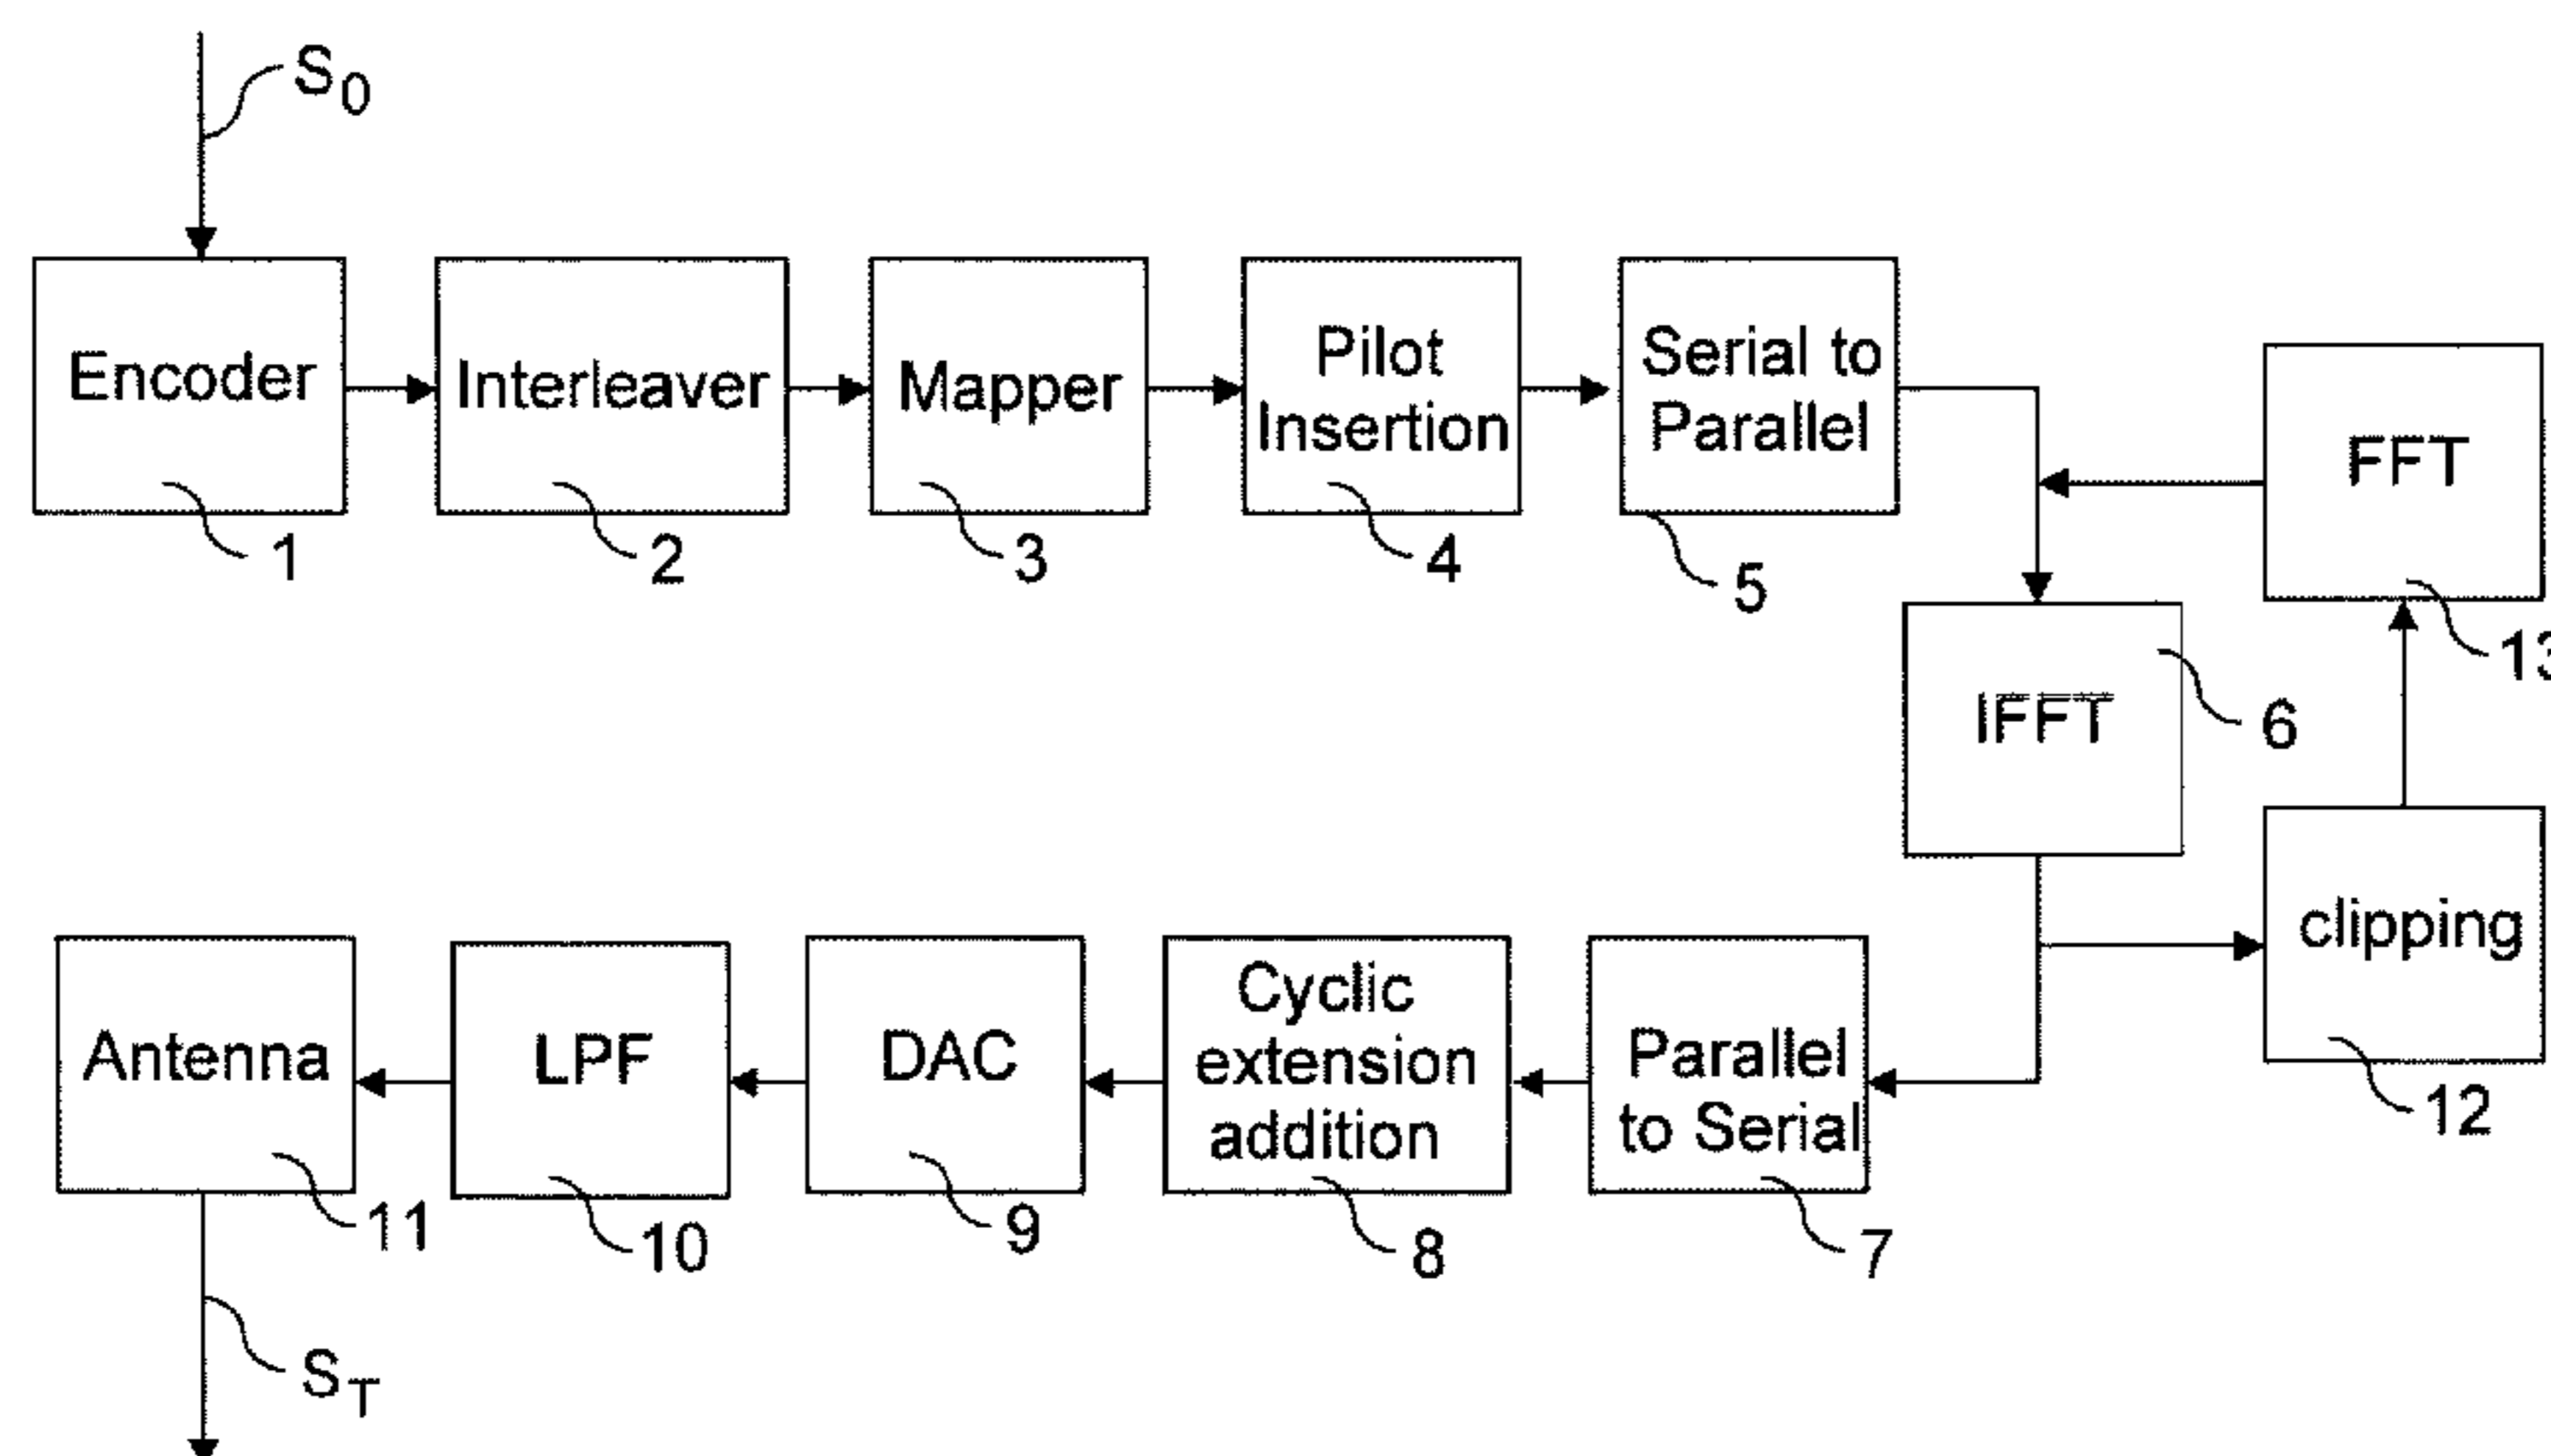 S0
Encoder
Interleaver
Mapper
Pilot
Insertion
Serial to
Parallel
FFT
1
2
3
4
5
13
IFFT
6
clipping
12
Antenna
LPF
DAC
Cyclic
extension
addition
Parallel
to Serial
11
10
9
8
7
ST